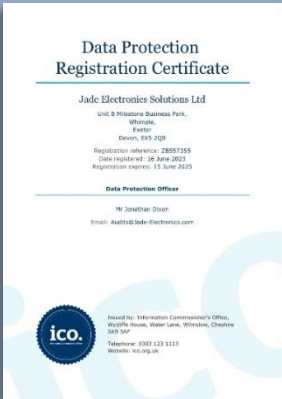 Data Protection
Registration Certificate
Jade Electronics Solutions Ltd
Unit 8 Milestone Business Park,
Whimple,
Exeter
Devon, EX5 2QB
Registration reference: ZB557355
Date registered: 16 June 2023
Registration expires: 15 June 2025
Data Protection Officer
Mr Jonathan Dixon
Email: Audits@Jade-Electronics.com
ico.
Issued by: Information Commissioner's Office,
Wycliffe House, Water Lane, Wilmslow, Cheshire
SK9 5AF
Telephone: 0303 123 1113
Website: ico.org.uk